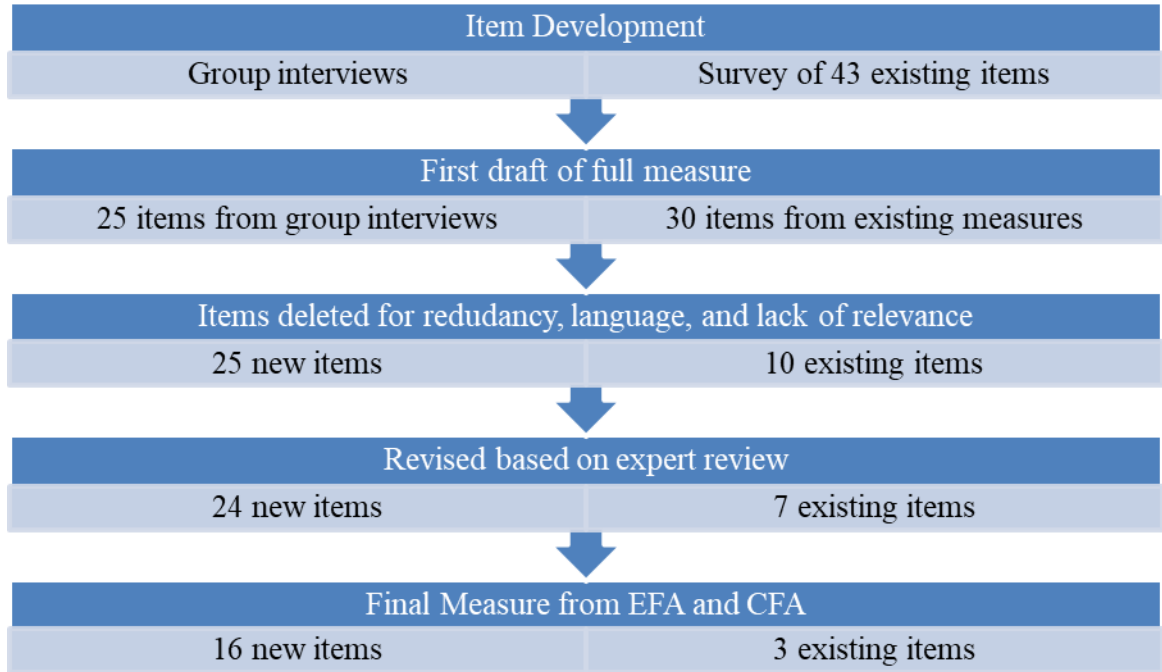 Item Development
Group interviews
Survey of 43 existing items
First draft of full measure
25 items from group interviews
30 items from existing measures
Items deleted for redudancy, language, and lack of relevance
25 new items
10 existing items
Revised based on expert review
24 new items
7 existing items
Final Measure from EFA and CFA
16 new items
3 existing items